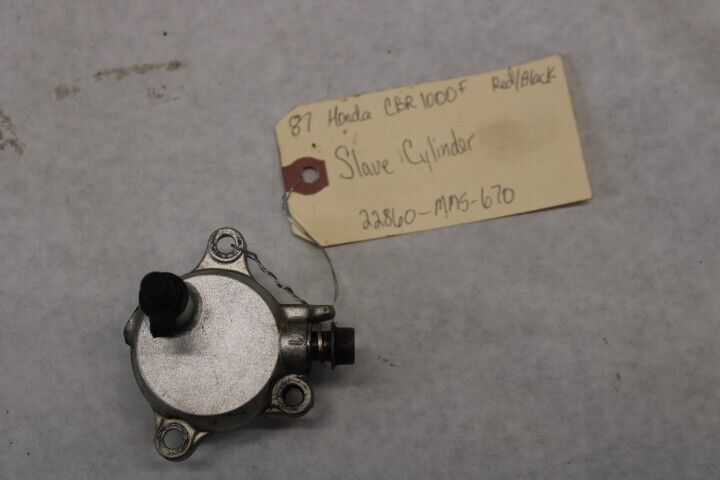 87 Honda CBR1000F Red/Black
Slave Cylinder
22860-MM5-670